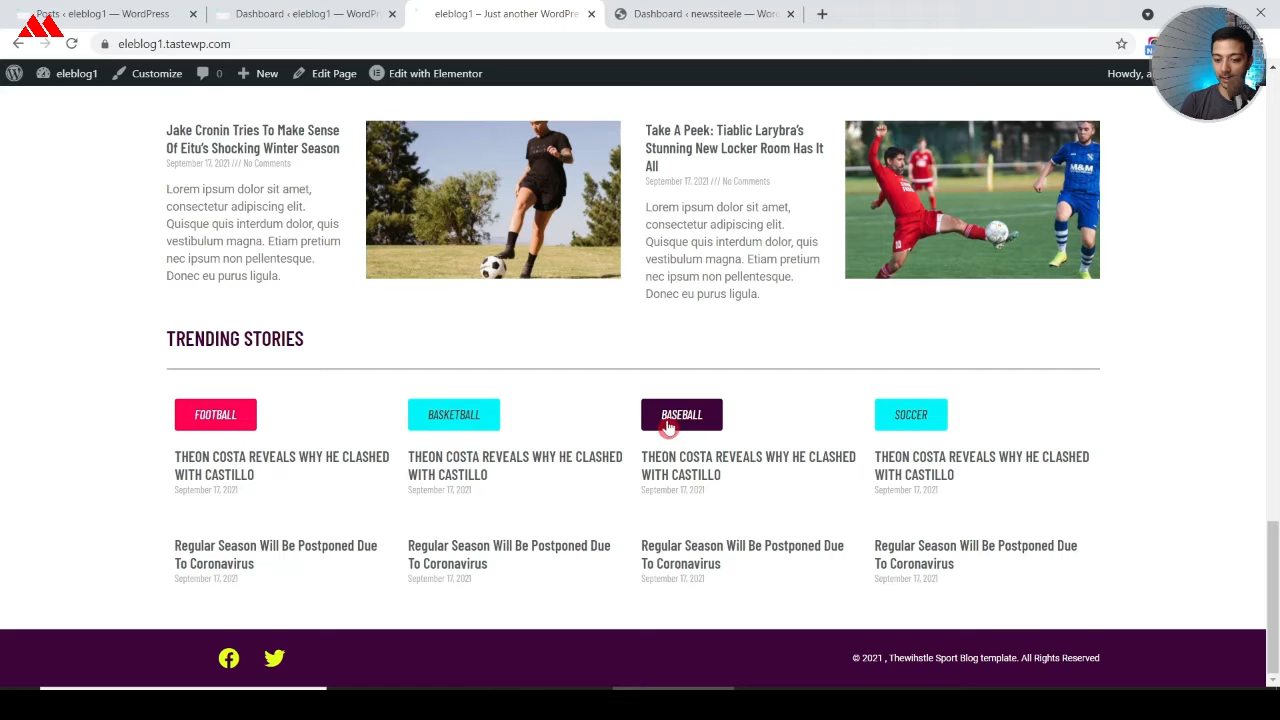 Posts ‹ eleblog1 — WordPress
eleblog1 – Just another WordPre
Dashboard ‹ newsiteele — WordP
eleblog1.tastewp.com
eleblog1
Customize
0
New
Edit Page
Edit with Elementor
Howdy, a
Jake Cronin Tries To Make Sense
Of Eitu's Shocking Winter Season
September 17, 2021 /// No Comments
Lorem ipsum dolor sit amet,
consectetur adipiscing elit.
Quisque quis interdum dolor, quis
vestibulum magna. Etiam pretium
nec ipsum non pellentesque.
Donec eu purus ligula.
Take A Peek: Tiablic Larybra's
Stunning New Locker Room Has It
All
September 17, 2021 /// No Comments
Lorem ipsum dolor sit amet,
consectetur adipiscing elit.
Quisque quis interdum dolor, quis
vestibulum magna. Etiam pretium
nec ipsum non pellentesque.
Donec eu purus ligula.
TRENDING STORIES
FOOTBALL
BASKETBALL
BASEBALL
SOCCER
THEON COSTA REVEALS WHY HE CLASHED
WITH CASTILLO
September 17, 2021
THEON COSTA REVEALS WHY HE CLASHED
WITH CASTILLO
September 17, 2021
THEON COSTA REVEALS WHY HE CLASHED
WITH CASTILLO
September 17, 2021
THEON COSTA REVEALS WHY HE CLASHED
WITH CASTILLO
September 17, 2021
Regular Season Will Be Postponed Due
To Coronavirus
September 17, 2021
Regular Season Will Be Postponed Due
To Coronavirus
September 17, 2021
Regular Season Will Be Postponed Due
To Coronavirus
September 17, 2021
Regular Season Will Be Postponed Due
To Coronavirus
September 17, 2021
© 2021 , Thewihstle Sport Blog template. All Rights Reserved